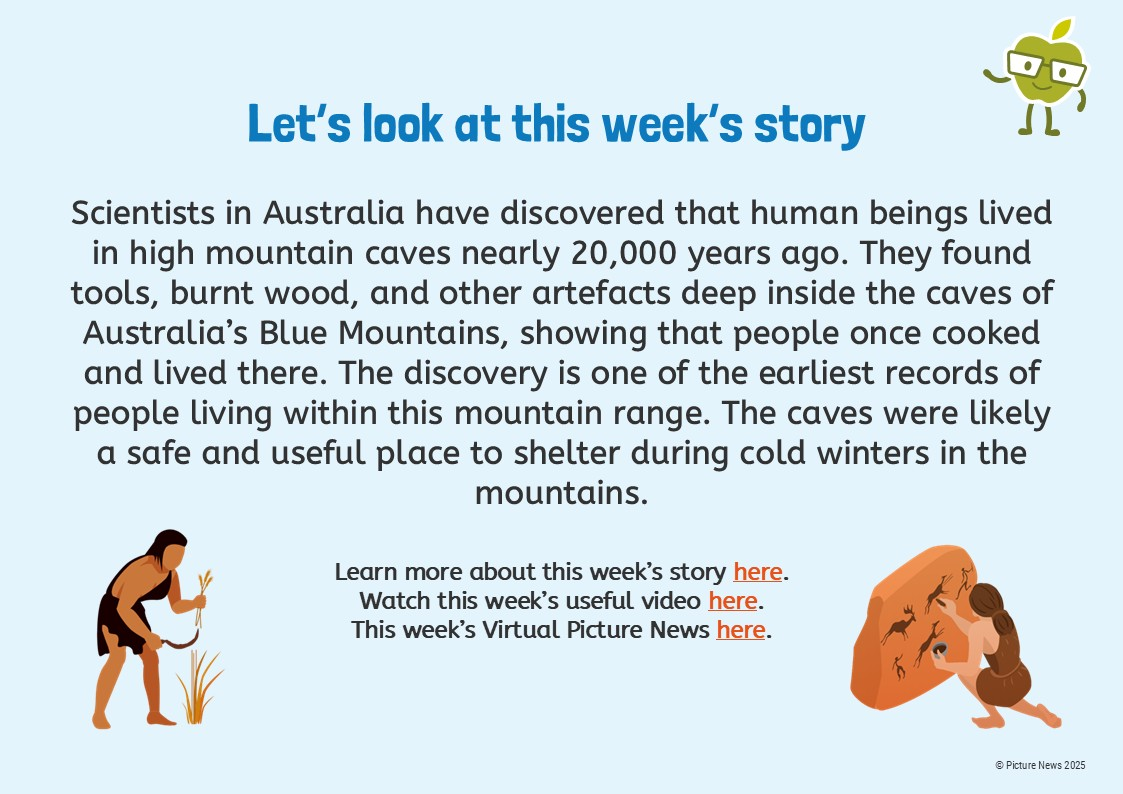 Let's look at this week's story
Scientists in Australia have discovered that human beings lived
in high mountain caves nearly 20,000 years ago. They found
tools, burnt wood, and other artefacts deep inside the caves of
Australia’s Blue Mountains, showing that people once cooked
and lived there. The discovery is one of the earliest records of
people living within this mountain range. The caves were likely
a safe and useful place to shelter during cold winters in the
mountains.
Learn more about this week’s story here.
Watch this week’s useful video here.
This week’s Virtual Picture News here.
© Picture News 2025